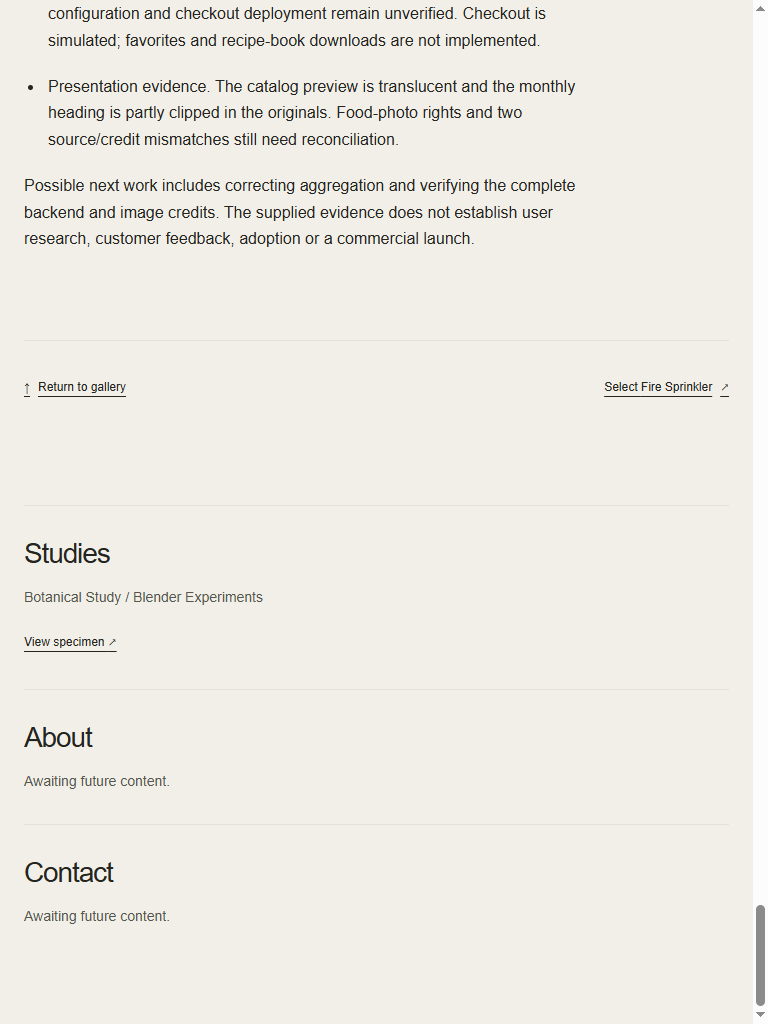 configuration and checkout deployment remain unverified. Checkout is
simulated; favorites and recipe-book downloads are not implemented.
• Presentation evidence. The catalog preview is translucent and the monthly
heading is partly clipped in the originals. Food-photo rights and two
source/credit mismatches still need reconciliation.
Possible next work includes correcting aggregation and verifying the complete
backend and image credits. The supplied evidence does not establish user
research, customer feedback, adoption or a commercial launch.
↑ Return to gallery
Select Fire Sprinkler ↗
Studies
Botanical Study / Blender Experiments
View specimen ↗
About
Awaiting future content.
Contact
Awaiting future content.